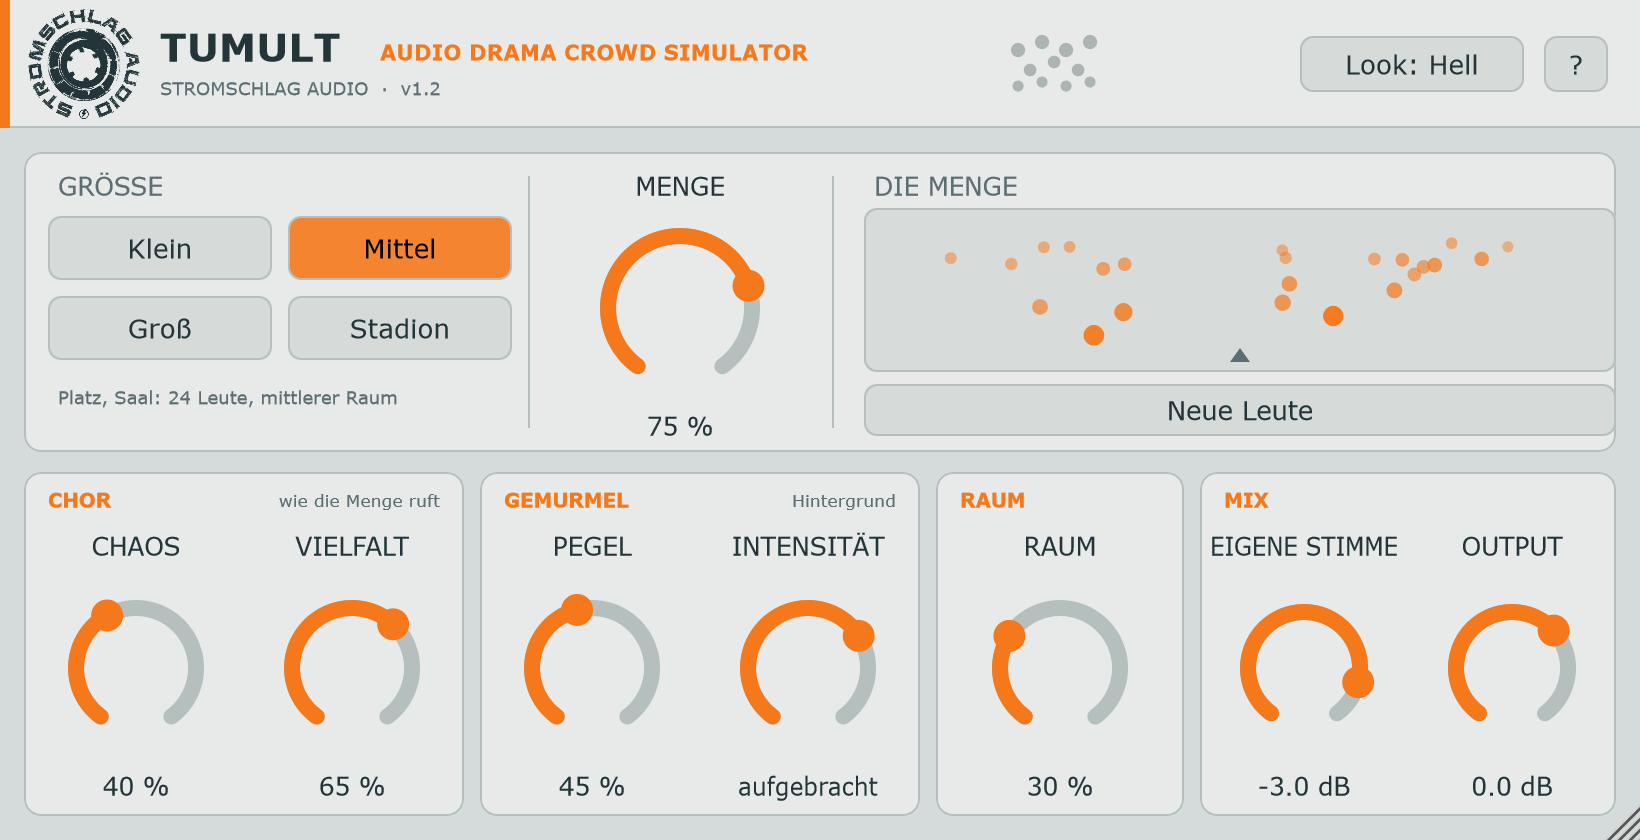 STROMSCHLAG AUDIO
TUMULT
AUDIO DRAMA CROWD SIMULATOR
STROMSCHLAG AUDIO · v1.2
Look: Hell
?
GRÖSSE
Klein
Mittel
Groß
Stadion
Platz, Saal: 24 Leute, mittlerer Raum
MENGE
75 %
DIE MENGE
Neue Leute
CHOR
wie die Menge ruft
CHAOS
VIELFALT
40 %
65 %
GEMURMEL
Hintergrund
PEGEL
INTENSITÄT
45 %
aufgebracht
RAUM
RAUM
30 %
MIX
EIGENE STIMME
OUTPUT
-3.0 dB
0.0 dB